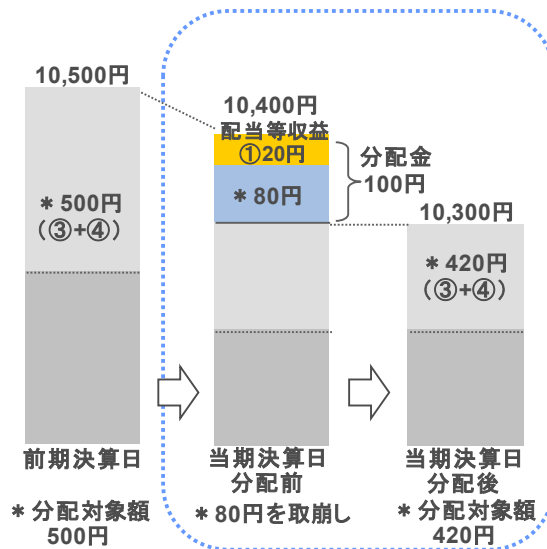 10,500円
＊500円
（③+④）
前期決算日
＊分配対象額
500円
10,400円
配当等収益
①20円
＊80円
分配金
100円
当期決算日
分配前
＊80円を取崩し
10,300円
＊420円
（③+④）
当期決算日
分配後
＊分配対象額
420円